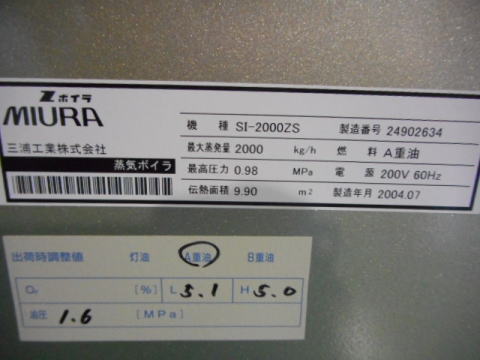 Zボイラ
MIURA
三浦工業株式会社
蒸気ボイラ
機種 SI-2000ZS 製造番号 24902634
最大蒸発量 2000 kg/h 燃料 A重油
最高圧力 0.98 MPa 電源 200V 60Hz
伝熱面積 9.90 m² 製造年月 2004.07
出荷時調整値 灯油 A重油 B重油
O₂ [%] L 5.1 H 5.0
油圧 1.6 [MPa]